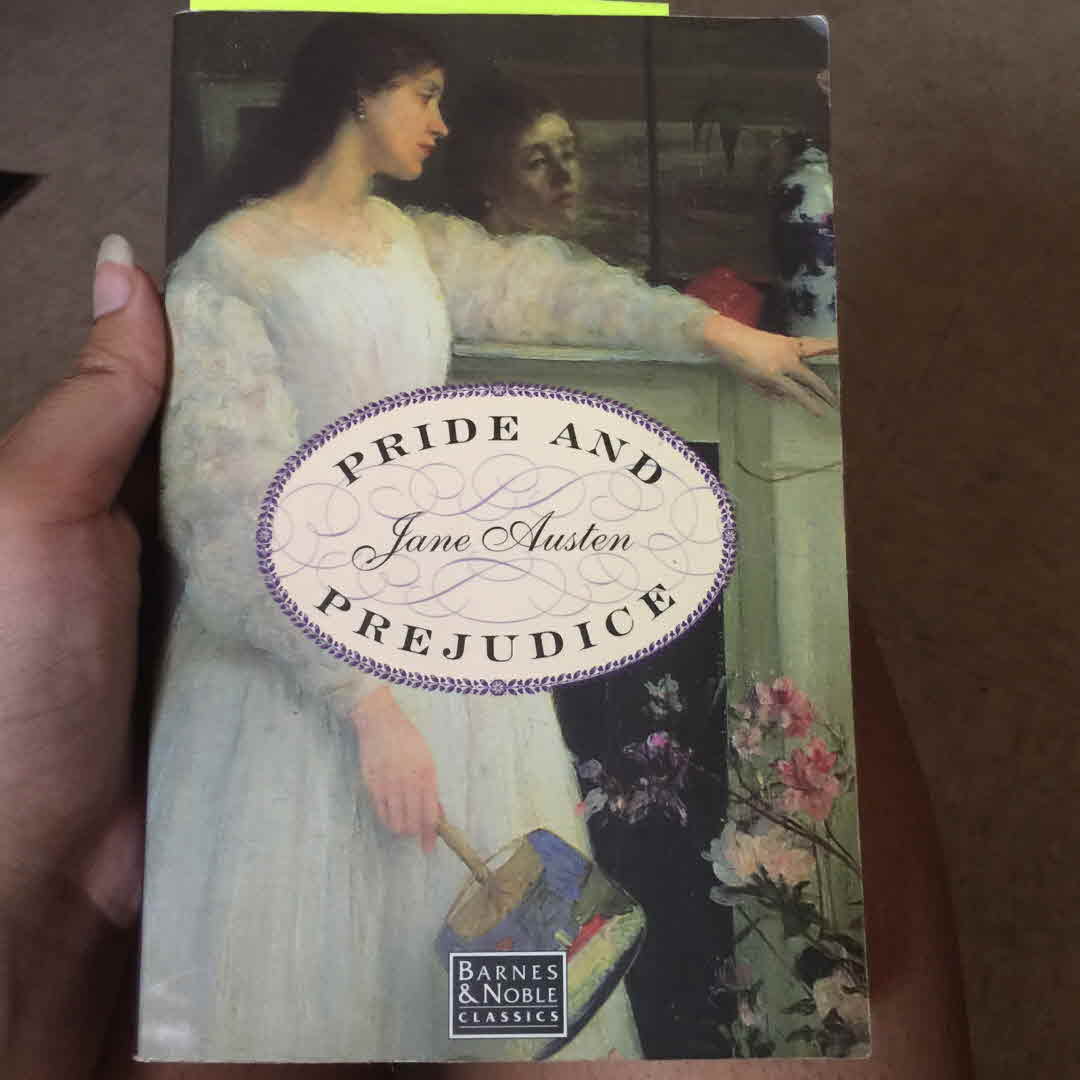 PRIDE AND
Jane Austen
PREJUDICE
BARNES
& NOBLE
CLASSICS